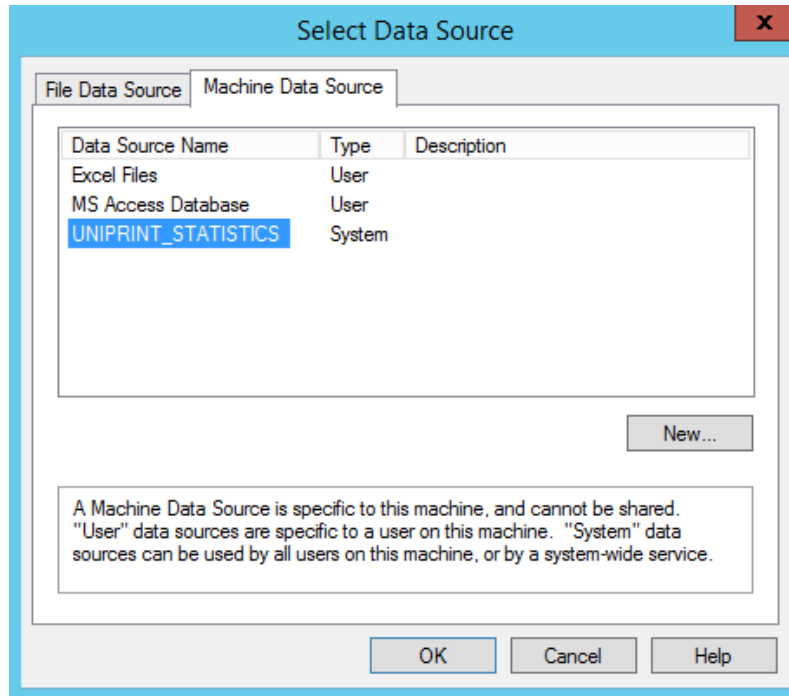 Select Data Source
x
File Data Source Machine Data Source
Data Source Name Type Description
Excel Files User
MS Access Database User
UNIPRINT_STATISTICS System
New...
A Machine Data Source is specific to this machine, and cannot be shared.
"User" data sources are specific to a user on this machine. "System" data
sources can be used by all users on this machine, or by a system-wide service.
OK Cancel Help